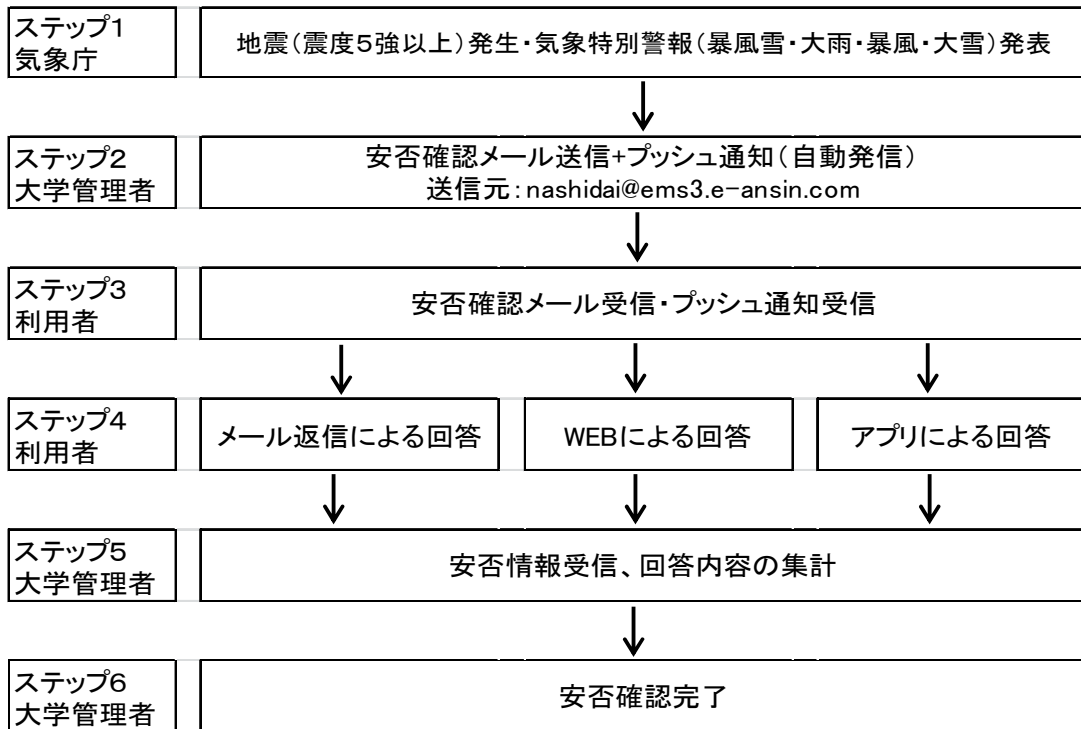 ステップ1
気象庁
地震(震度5強以上)発生・気象特別警報(暴風雪・大雨・暴風・大雪)発表
ステップ2
大学管理者
安否確認メール送信+プッシュ通知(自動発信)
送信元:nashidai@ems3.e-ansin.com
ステップ3
利用者
安否確認メール受信・プッシュ通知受信
ステップ4
利用者
メール返信による回答
WEBによる回答
アプリによる回答
ステップ5
大学管理者
安否情報受信、回答内容の集計
ステップ6
大学管理者
安否確認完了